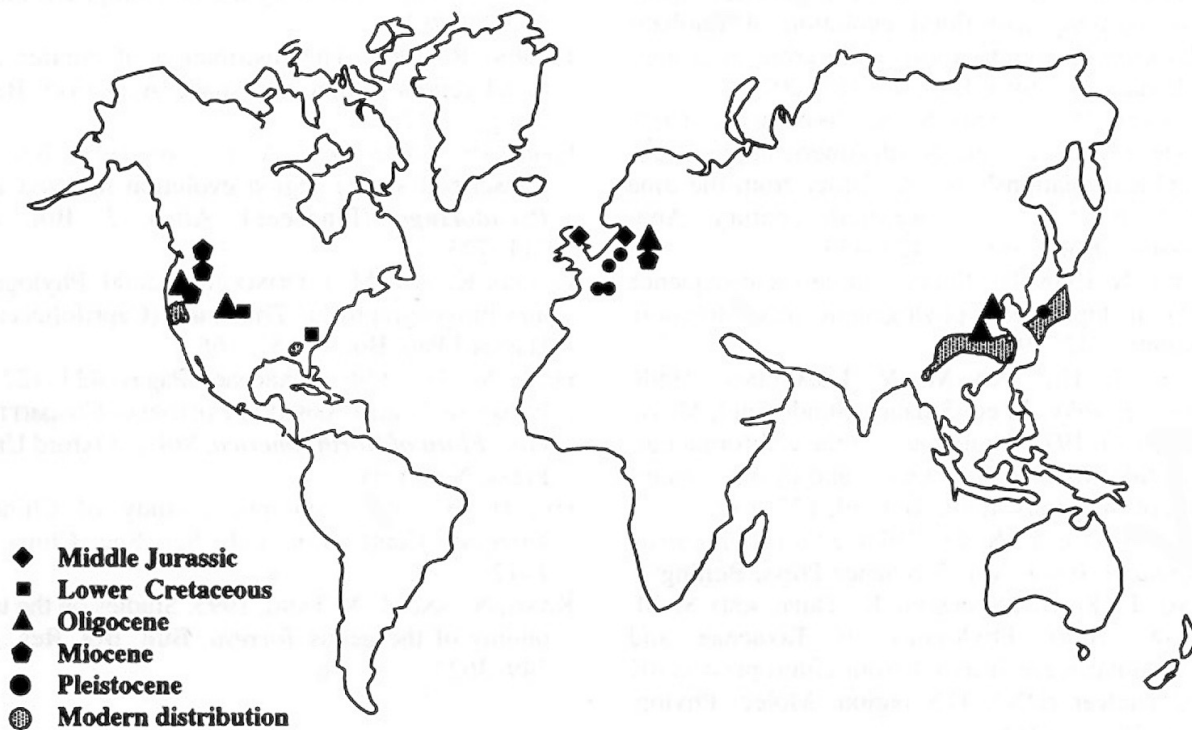 Middle Jurassic
Lower Cretaceous
Oligocene
Miocene
Pleistocene
Modern distribution